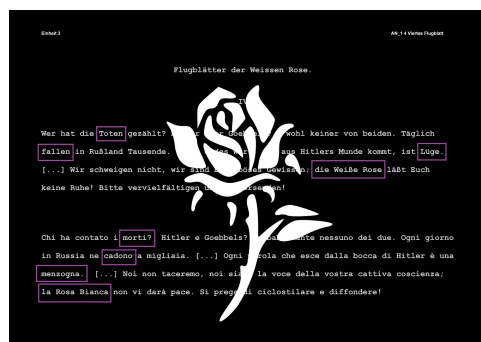 Einheit 3
AN_1 4 Viertes Flugblatt
Flugblätter der Weissen Rose.
IV
Wer hat die Toten gezählt? wohl keiner von beiden. Täglich
fallen in Rußland Tausende. aus Hitlers Munde kommt, ist Lüge.
[...] Wir schweigen nicht, wir sind böses Gewissen; die Weiße Rose läßt Euch
keine Ruhe! Bitte vervielfältigen
Chi ha contato i morti? Hitler e Goebbels? nessuno dei due. Ogni giorno
in Russia ne cadono a migliaia. [...] Ogni parola che esce dalla bocca di Hitler è una
menzogna. [...] Noi non taceremo, noi la voce della vostra cattiva coscienza;
la Rosa Bianca non vi darà pace. Si prega di ciclostilare e diffondere!